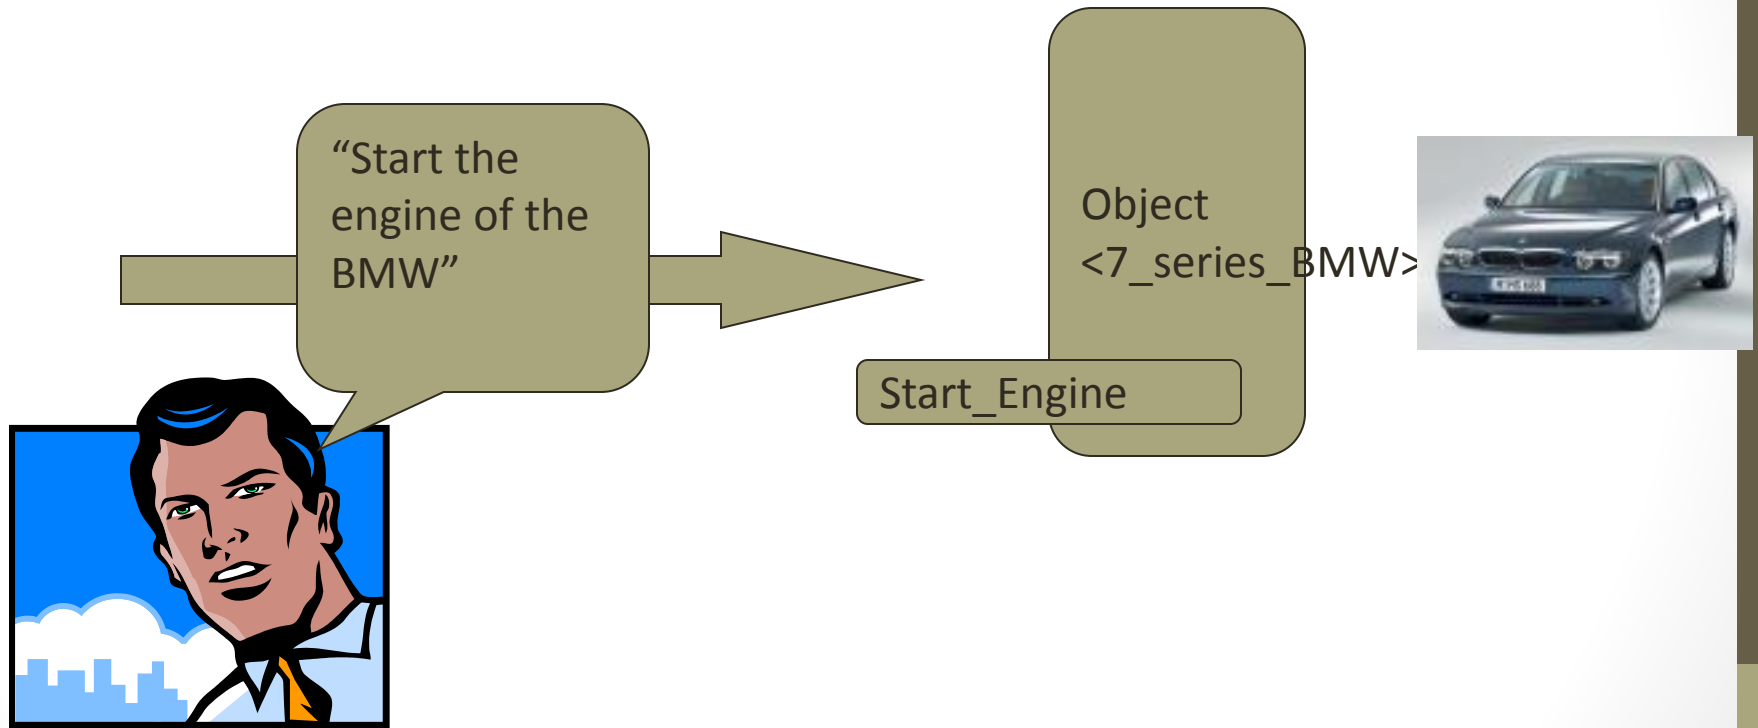 “Start the
engine of the
BMW”
Object
<7_series_BMW>
Start_Engine